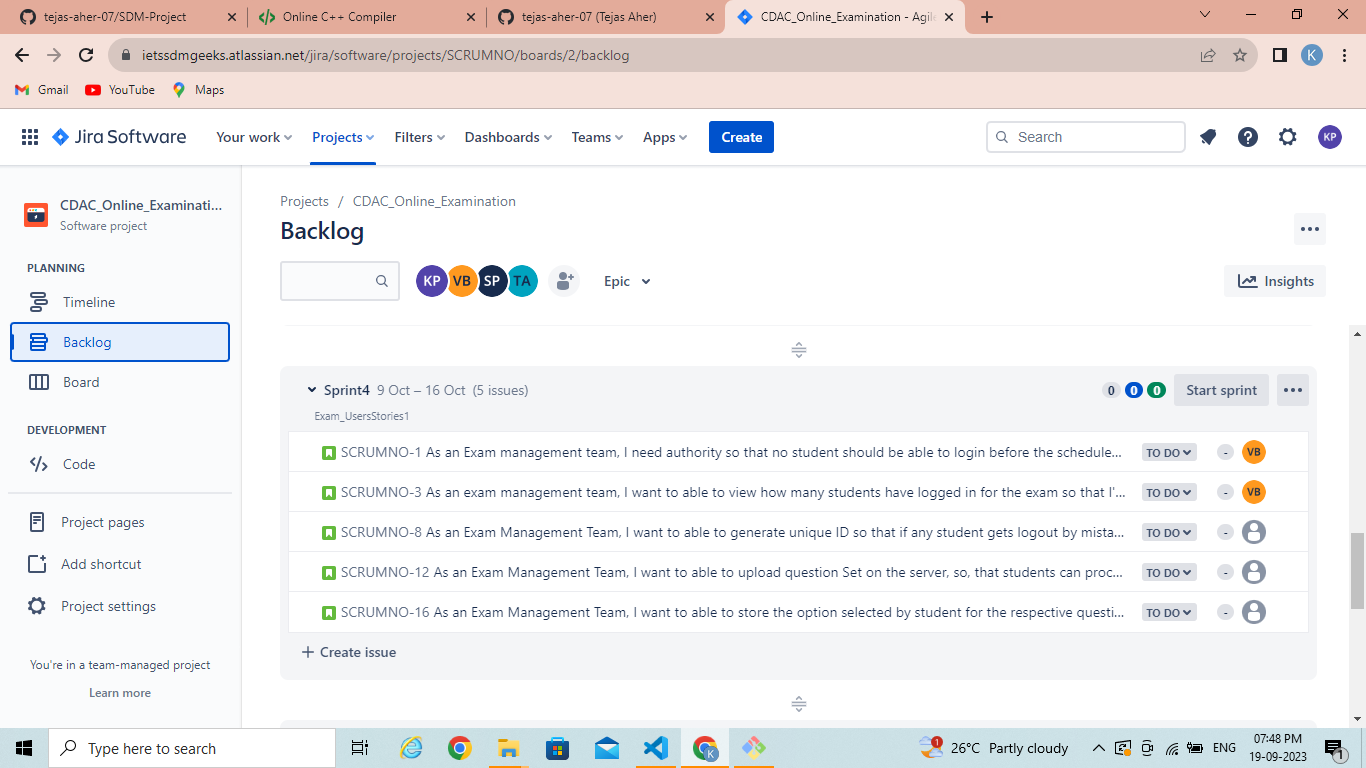 tejas-aher-07/SDM-Project
Online C++ Compiler
tejas-aher-07 (Tejas Aher)
CDAC_Online_Examination - Agil
ietssdmgeeks.atlassian.net/jira/software/projects/SCRUMNO/boards/2/backlog
K
Gmail YouTube Maps
Jira Software Your work Projects Filters Dashboards Teams Apps Create Search KP
CDAC_Online_Examinati...
Software project
PLANNING
Timeline
Backlog
Board
DEVELOPMENT
Code
Project pages
Add shortcut
Project settings
You're in a team-managed project
Learn more
Projects / CDAC_Online_Examination
Backlog
KP VB SP TA Epic Insights
Sprint4 9 Oct – 16 Oct (5 issues) 0 0 0 Start sprint
Exam_UsersStories1
SCRUMNO-1 As an Exam management team, I need authority so that no student should be able to login before the schedule... TO DO - VB
SCRUMNO-3 As an exam management team, I want to able to view how many students have logged in for the exam so that I'... TO DO - VB
SCRUMNO-8 As an Exam Management Team, I want to able to generate unique ID so that if any student gets logout by mista... TO DO -
SCRUMNO-12 As an Exam Management Team, I want to able to upload question Set on the server, so, that students can proc... TO DO -
SCRUMNO-16 As an Exam Management Team, I want to able to store the option selected by student for the respective questi... TO DO -
+ Create issue
Type here to search
K
1
26°C Partly cloudy
ENG
07:48 PM
19-09-2023
1